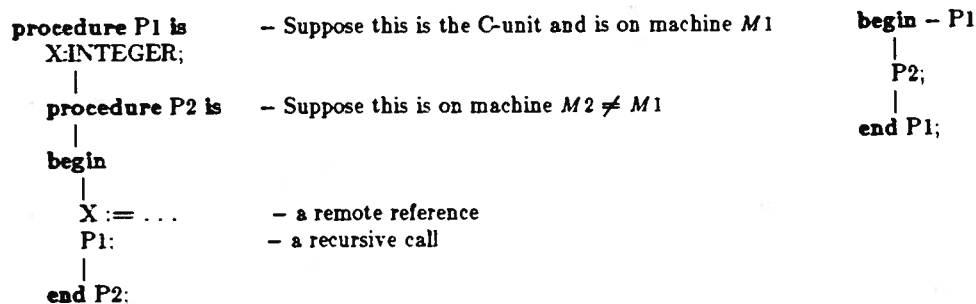 procedure P1 is – Suppose this is the C-unit and is on machine M1
X:INTEGER;
procedure P2 is – Suppose this is on machine M2 ≠ M1
begin
X := ... – a remote reference
P1: – a recursive call
end P2:
begin – P1
P2;
end P1;